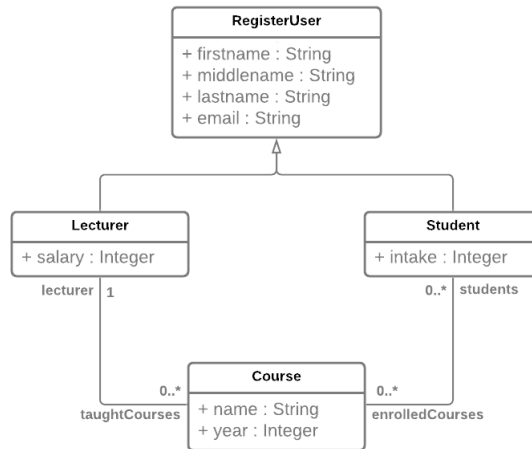 RegisterUser
+ firstname : String
+ middlename : String
+ lastname : String
+ email : String
Lecturer
+ salary : Integer
Student
+ intake : Integer
lecturer 1
0..* students
Course
+ name : String
+ year : Integer
0..*
taughtCourses
0..*
enrolledCourses